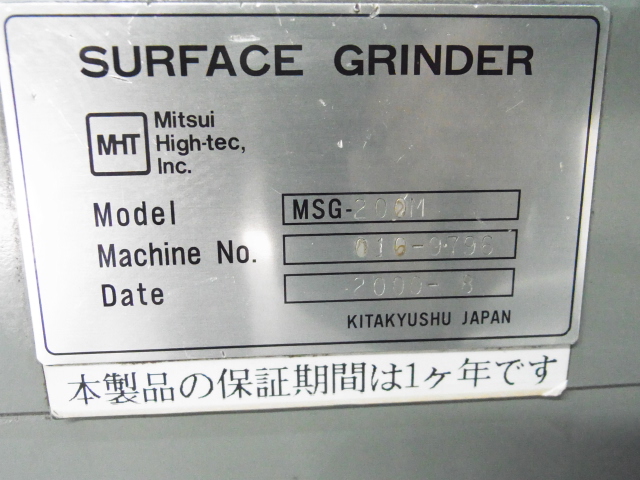 SURFACE GRINDER
MHT
Mitsui
High-tec,
Inc.
Model MSG-200M
Machine No.
Date
KITAKYUSHU JAPAN
本製品の保証期間は1ヶ年です